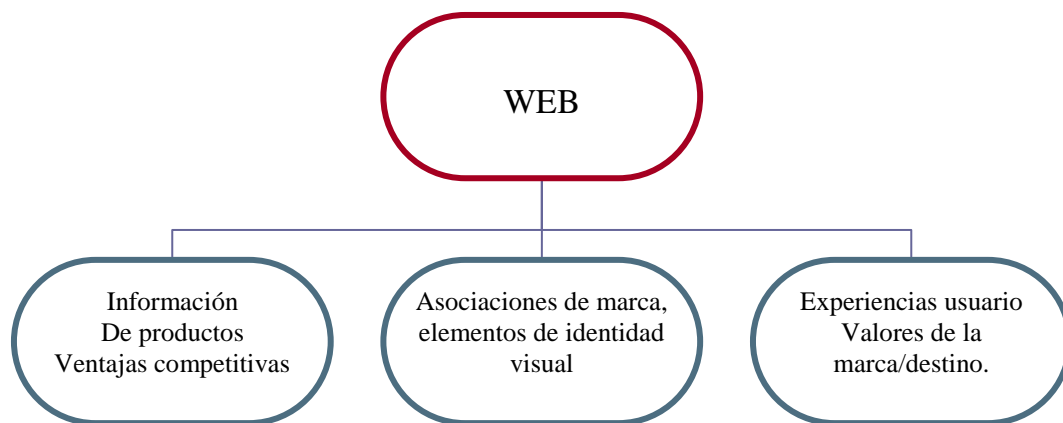 WEB
Información
De productos
Ventajas competitivas
Asociaciones de marca,
elementos de identidad
visual
Experiencias usuario
Valores de la
marca/destino.